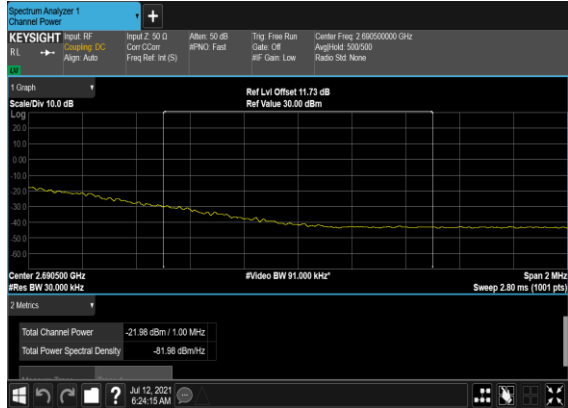 Spectrum Analyzer 1
Channel Power
+
KEYSIGHT Input: RF Input Z: 50 Ω Atten: 50 dB Trig: Free Run Center Freq: 2.690500000 GHz
RL Coupling: DC Corr CCorr #PNO: Fast Gate: Off Avg|Hold: 500/500
Align: Auto Freq Ref: Int (S) #IF Gain: Low Radio Std: None
1 Graph
Ref Lvl Offset 11.73 dB
Scale/Div 10.0 dB Ref Value 30.00 dBm
Log
20.0
10.0
0.00
-10.0
-20.0
-30.0
-40.0
-50.0
-60.0
Center 2.690500 GHz #Video BW 91.000 kHz* Span 2 MHz
#Res BW 30.000 kHz Sweep 2.80 ms (1001 pts)
2 Metrics
Total Channel Power -21.98 dBm / 1.00 MHz
Total Power Spectral Density -81.98 dBm/Hz
?
Jul 12, 2021
6:24:15 AM